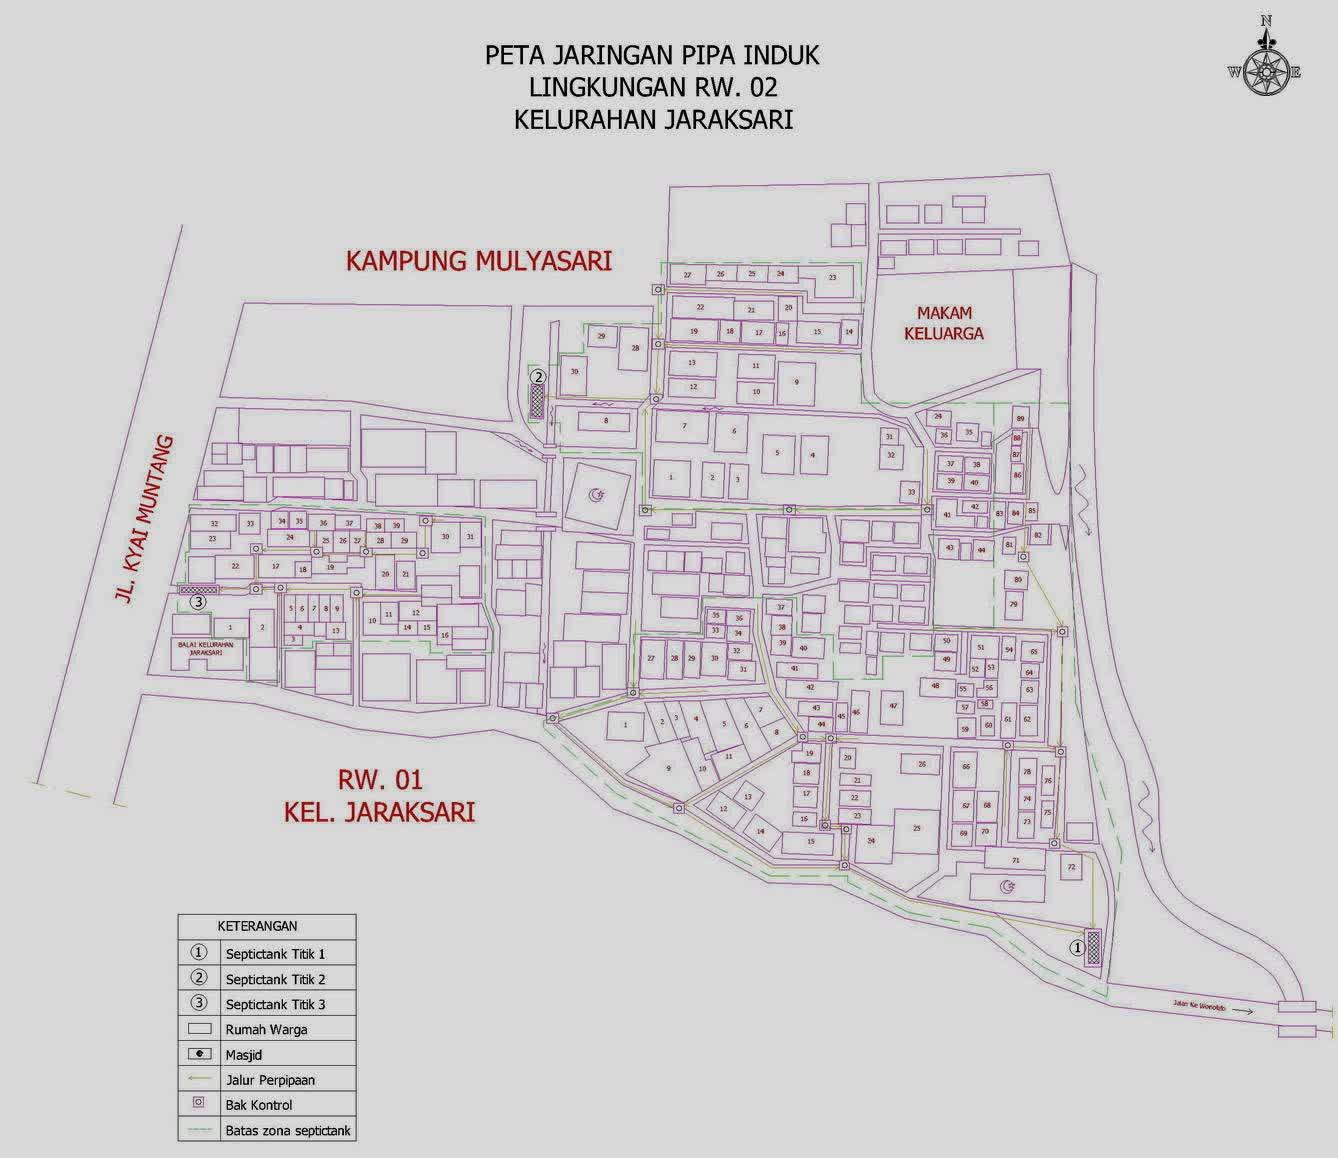 N
W E
PETA JARINGAN PIPA INDUK
LINGKUNGAN RW. 02
KELURAHAN JARAKSARI
KAMPUNG MULYASARI
MAKAM
KELUARGA
JL. KYAI MUNTANG
27 26 25 24 23
22 21 20
19 18 17 16 15 14
13 11 9
12 10
29 28
30
2
8
7 6
5 4
1 2 3
31
32
33
24
36 35
37 38
39 40
41 42
43 44
89
88
87
86
83 84 85
81 82
80
79
32 33 34 35 36 37 38 39
23 24 25 26 27 28 29 30 31
22 17 18 19 20 21
3
5 6 7 8 9
1 2 4 3 13
10 11 12
14 15 16
BALAI KELURAHAN
JARAKSARI
35 36
33 34
27 28 29 30 32
31
37
38
39 40
41
42
43
44 45 46 47
50
49
48
51 54 65
52 53 64
55 56 63
57 58
59 60 61 62
1 2 3 4 5 6 7 8
9 10 11
12 13
14
15
19
18
17
16
20
21
22
23
24
25
26
66
67 68
69 70
78
74
73
76
75
71
72
1
RW. 01
KEL. JARAKSARI
Jalan Ke Wonolelo
KETERANGAN
1 Septictank Titik 1
2 Septictank Titik 2
3 Septictank Titik 3
Rumah Warga
Masjid
Jalur Perpipaan
Bak Kontrol
Batas zona septictank